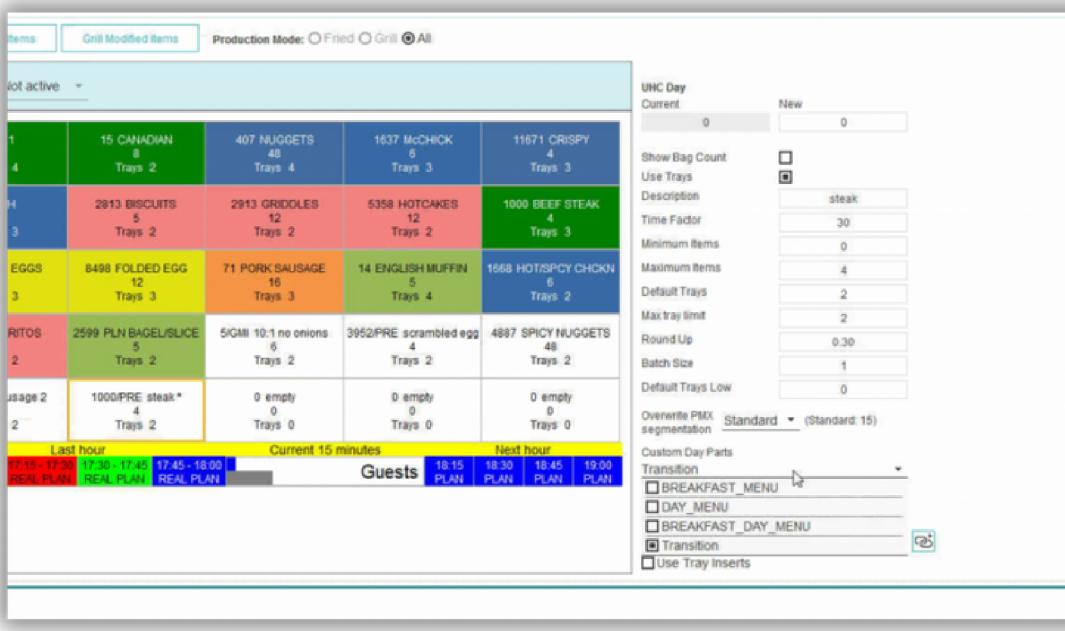 Items Grill Modified Items Production Mode: Fried Grill All
Not active
UHC Day
Current New
0 0
1 15 CANADIAN 407 NUGGETS 1637 McCHICK 11671 CRISPY
8 48 6 4
4 Trays 2 Trays 4 Trays 3 Trays 3
Show Bag Count
Use Trays
H 2813 BISCUITS 2913 GRIDDLES 5358 HOTCAKES 1000 BEEF STEAK
5 12 12 4
3 Trays 2 Trays 2 Trays 2 Trays 3
Description steak
Time Factor 30
Minimum Items 0
EGGS 8498 FOLDED EGG 71 PORK SAUSAGE 14 ENGLISH MUFFIN 1668 HOT/SPCY CHCKN
12 16 5 6
3 Trays 3 Trays 3 Trays 4 Trays 2
Maximum Items 4
Default Trays 2
Max tray limit 2
RITOS 2599 PLN BAGEL/SLICE 5/GMI 10:1 no onions 3952/PRE scrambled egg 4887 SPICY NUGGETS
5 6 4 48
2 Trays 2 Trays 2 Trays 2 Trays 2
Round Up 0.30
Batch Size 1
Default Trays Low 0
usage 2 1000/PRE steak* 0 empty 0 empty 0 empty
4 0 0 0
2 Trays 2 Trays 0 Trays 0 Trays 0
Overwrite PMX
segmentation Standard (Standard: 15)
Last hour Current 15 minutes Next hour
17:15 - 17:30 17:30 - 17:45 17:45 - 18:00 Guests 18:15 18:30 18:45 19:00
REAL PLAN REAL PLAN REAL PLAN PLAN PLAN PLAN PLAN
Custom Day Parts
Transition
BREAKFAST_MENU
DAY_MENU
BREAKFAST_DAY_MENU
Transition
Use Tray Inserts